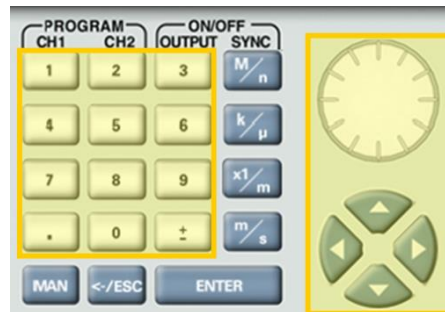 PROGRAM ON/OFF
CH1 CH2 OUTPUT SYNC
1 2 3 M/n
4 5 6 k/µ
7 8 9 x1/m
. 0 ± m/s
MAN <-/ESC ENTER